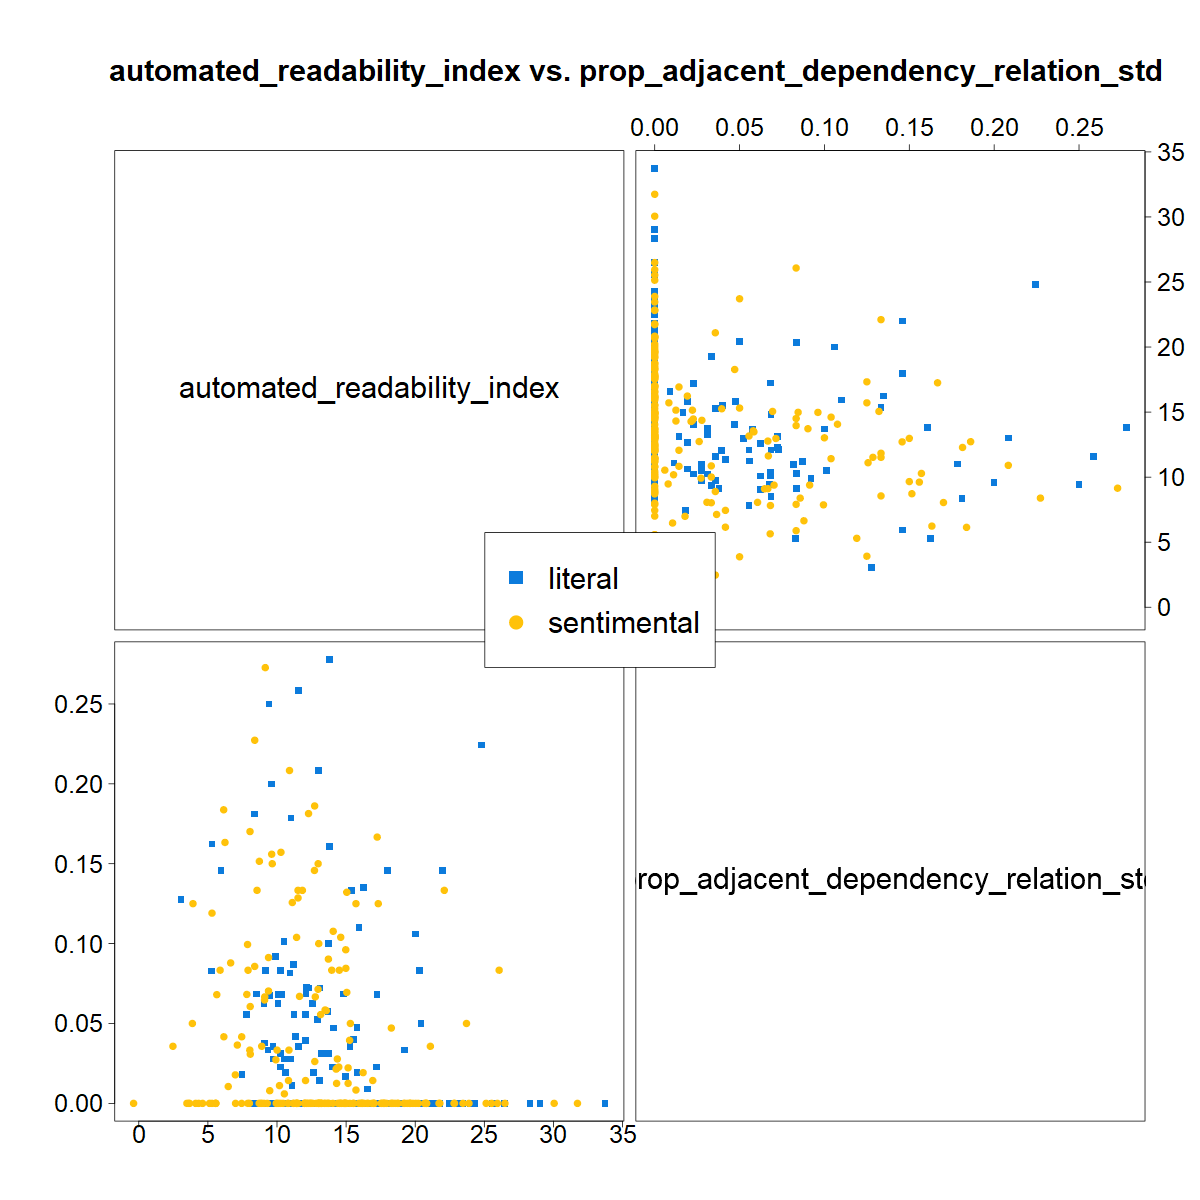 automated_readability_index vs. prop_adjacent_dependency_relation_std
0.00 0.05 0.10 0.15 0.20 0.25
35
30
25
20
15
10
5
0
automated_readability_index
literal
sentimental
rop_adjacent_dependency_relation_st
0.25
0.20
0.15
0.10
0.05
0.00
0 5 10 15 20 25 30 35